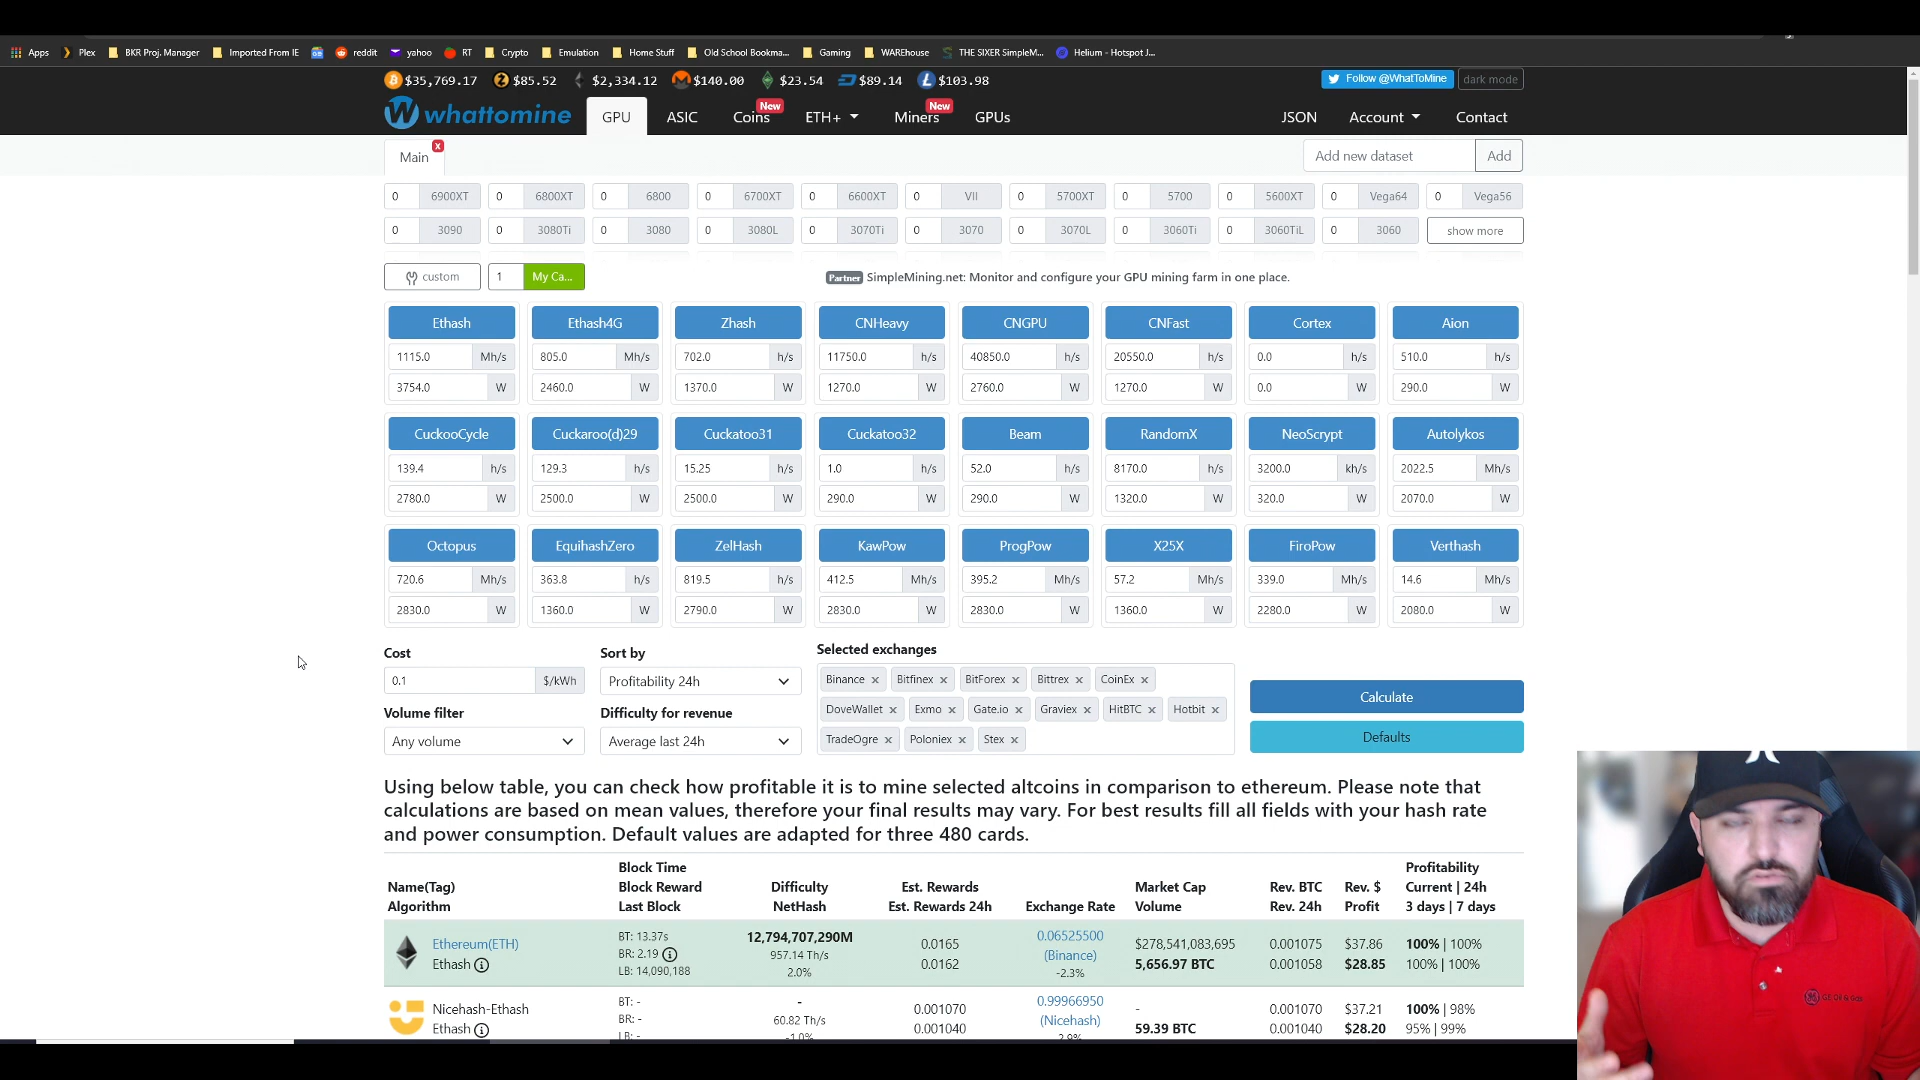 Apps Plex BKR Proj. Manager Imported From IE reddit yahoo RT Crypto Emulation Home Stuff Old School Bookma... Gaming WAREhouse THE SIXER SimpleM... Helium - Hotspot J...
$35,769.17 $85.52 $2,334.12 $140.00 $23.54 $89.14 $103.98 Follow @WhatToMine dark mode
whattomine GPU ASIC Coins New ETH+ Miners New GPUs JSON Account Contact
Main x Add new dataset Add
0 6900XT 0 6800XT 0 6800 0 6700XT 0 6600XT 0 VII 0 5700XT 0 5700 0 5600XT 0 Vega64 0 Vega56
0 3090 0 3080Ti 0 3080 0 3080L 0 3070Ti 0 3070 0 3070L 0 3060Ti 0 3060TiL 0 3060 show more
custom 1 My Ca... Partner SimpleMining.net: Monitor and configure your GPU mining farm in one place.
Ethash Ethash4G Zhash CNHeavy CNGPU CNFast Cortex Aion
1115.0 Mh/s 805.0 Mh/s 702.0 h/s 11750.0 h/s 40850.0 h/s 20550.0 h/s 0.0 h/s 510.0 h/s
3754.0 W 2460.0 W 1370.0 W 1270.0 W 2760.0 W 1270.0 W 0.0 W 290.0 W
CuckooCycle Cuckaroo(d)29 Cuckatoo31 Cuckatoo32 Beam RandomX NeoScrypt Autolykos
139.4 h/s 129.3 h/s 15.25 h/s 1.0 h/s 52.0 h/s 8170.0 h/s 3200.0 kh/s 2022.5 Mh/s
2780.0 W 2500.0 W 2500.0 W 290.0 W 290.0 W 1320.0 W 320.0 W 2070.0 W
Octopus EquihashZero ZelHash KawPow ProgPow X25X FiroPow Verthash
720.6 Mh/s 363.8 h/s 819.5 h/s 412.5 Mh/s 395.2 Mh/s 57.2 Mh/s 339.0 Mh/s 14.6 Mh/s
2830.0 W 1360.0 W 2790.0 W 2830.0 W 2830.0 W 1360.0 W 2280.0 W 2080.0 W
Cost Sort by Selected exchanges
0.1 $/kWh Profitability 24h Binance × Bitfinex × BitForex × Bittrex × CoinEx × Calculate
Volume filter Difficulty for revenue DoveWallet × Exmo × Gate.io × Graviex × HitBTC × Hotbit ×
Any volume Average last 24h TradeOgre × Poloniex × Stex × Defaults
Using below table, you can check how profitable it is to mine selected altcoins in comparison to ethereum. Please note that
calculations are based on mean values, therefore your final results may vary. For best results fill all fields with your hash rate
and power consumption. Default values are adapted for three 480 cards.
Block Time Profitability
Name(Tag) Block Reward Difficulty Est. Rewards Market Cap Rev. BTC Rev. $ Current | 24h
Algorithm Last Block NetHash Est. Rewards 24h Exchange Rate Volume Rev. 24h Profit 3 days | 7 days
BT: 13.37s 12,794,707,290M 0.06525500
Ethereum(ETH) BR: 2.19 957.14 Th/s 0.0165 (Binance) $278,541,083,695 0.001075 $37.86 100% | 100%
Ethash LB: 14,090,188 2.0% 0.0162 -2.3% 5,656.97 BTC 0.001058 $28.85 100% | 100%
BT: - - 0.99966950
Nicehash-Ethash BR: - 60.82 Th/s 0.001070 (Nicehash) - 0.001070 $37.21 100% | 98%
Ethash LB: - -1.0% 0.001040 2.9% 59.39 BTC 0.001040 $28.20 95% | 99%
GE Oil & Gas